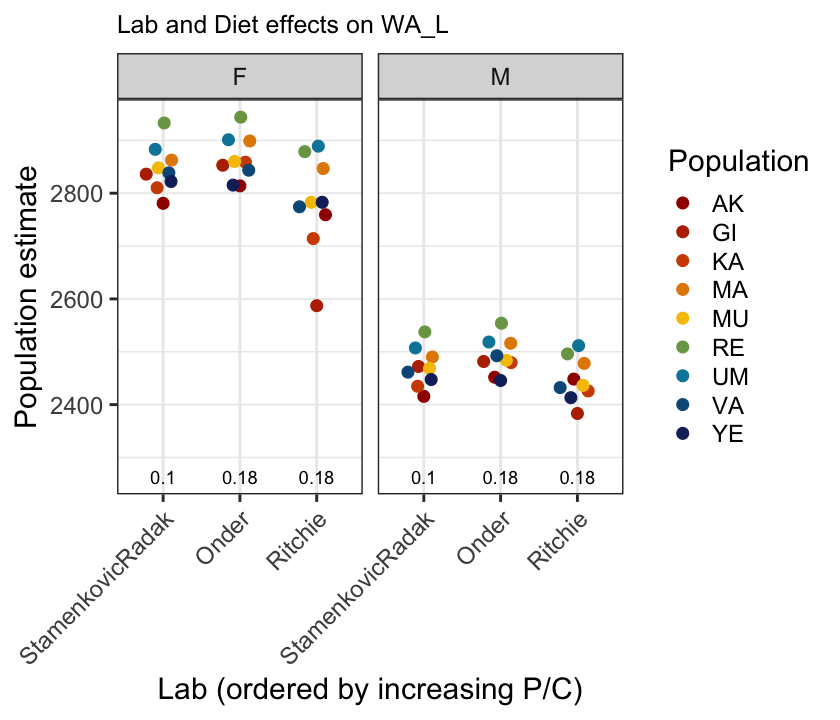 Lab and Diet effects on WA_L
F
M
Population estimate
2800
2600
2400
0.1
0.18
0.18
0.1
0.18
0.18
StamenkovicRadak
Onder
Ritchie
StamenkovicRadak
Onder
Ritchie
Lab (ordered by increasing P/C)
Population
AK
GI
KA
MA
MU
RE
UM
VA
YE